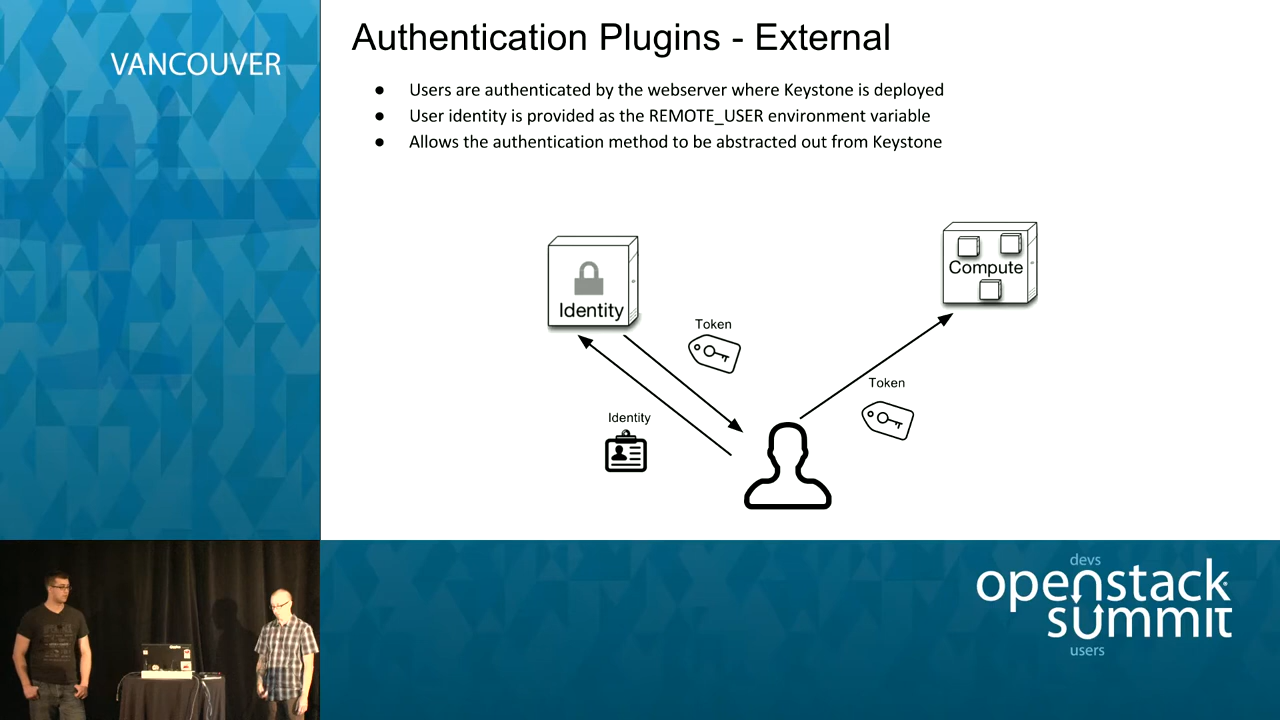 VANCOUVER
Authentication Plugins - External
● Users are authenticated by the webserver where Keystone is deployed
● User identity is provided as the REMOTE_USER environment variable
● Allows the authentication method to be abstracted out from Keystone
Identity
Compute
Token
Token
Identity
devs
openstack
summit
users